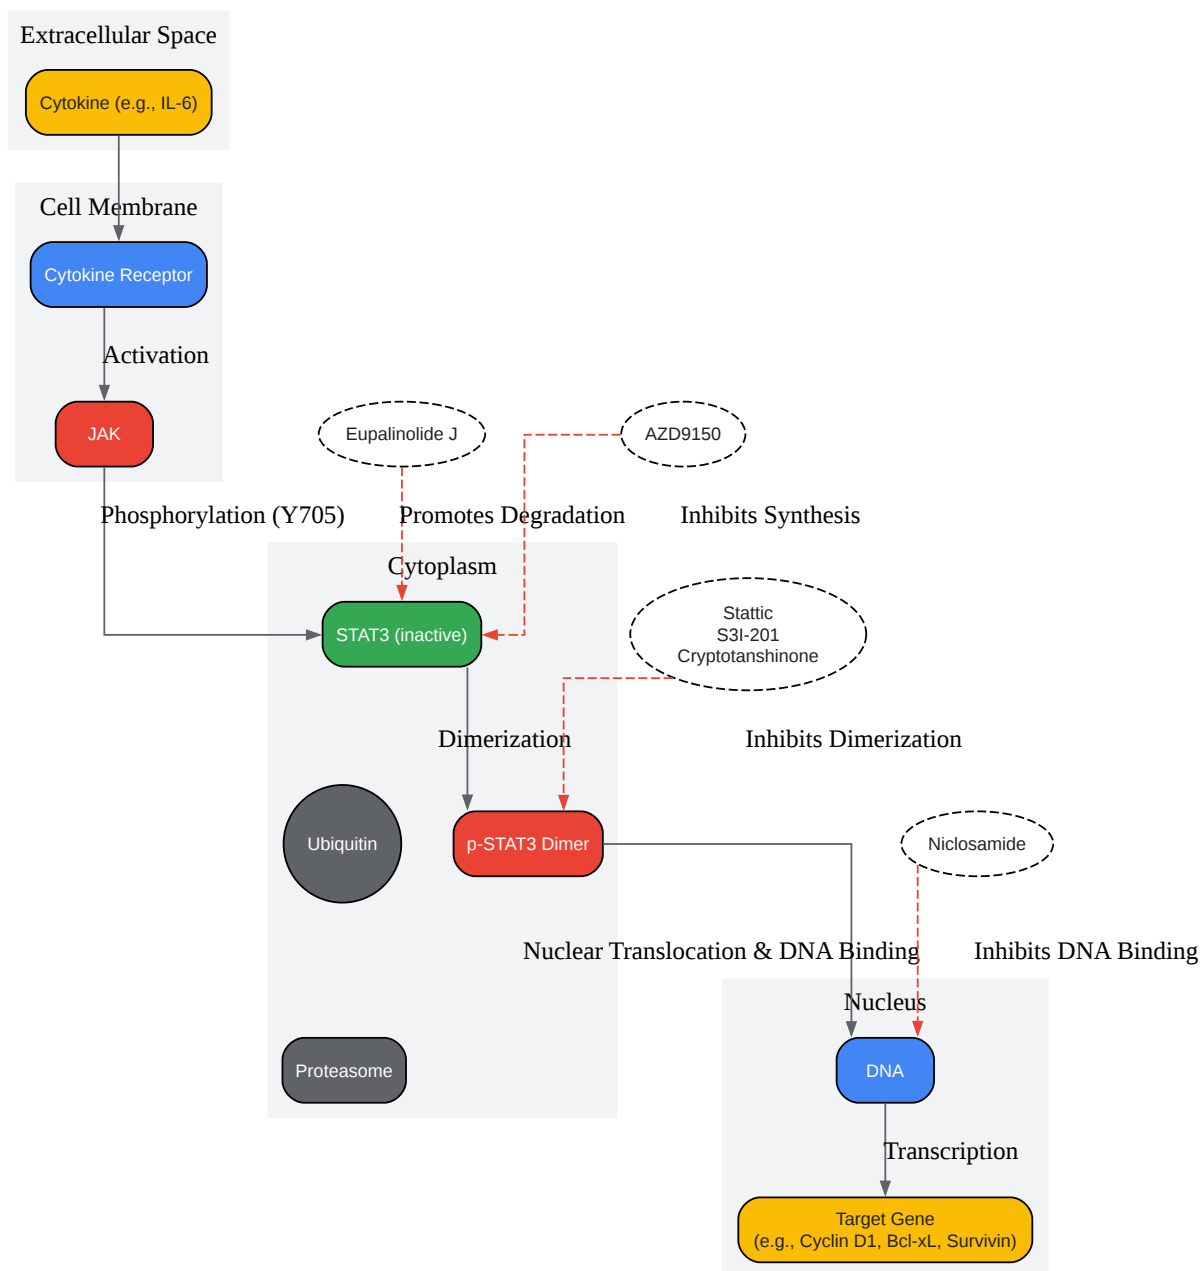 Extracellular Space
Cytokine (e.g., IL-6)
Cell Membrane
Cytokine Receptor
Activation
JAK
Eupalinolide J
AZD9150
Phosphorylation (Y705)
Promotes Degradation
Inhibits Synthesis
Cytoplasm
STAT3 (inactive)
Stattic
S3I-201
Cryptotanshinone
Dimerization
Inhibits Dimerization
Ubiquitin
p-STAT3 Dimer
Niclosamide
Nuclear Translocation & DNA Binding
Inhibits DNA Binding
Nucleus
Proteasome
DNA
Transcription
Target Gene
(e.g., Cyclin D1, Bcl-xL, Survivin)